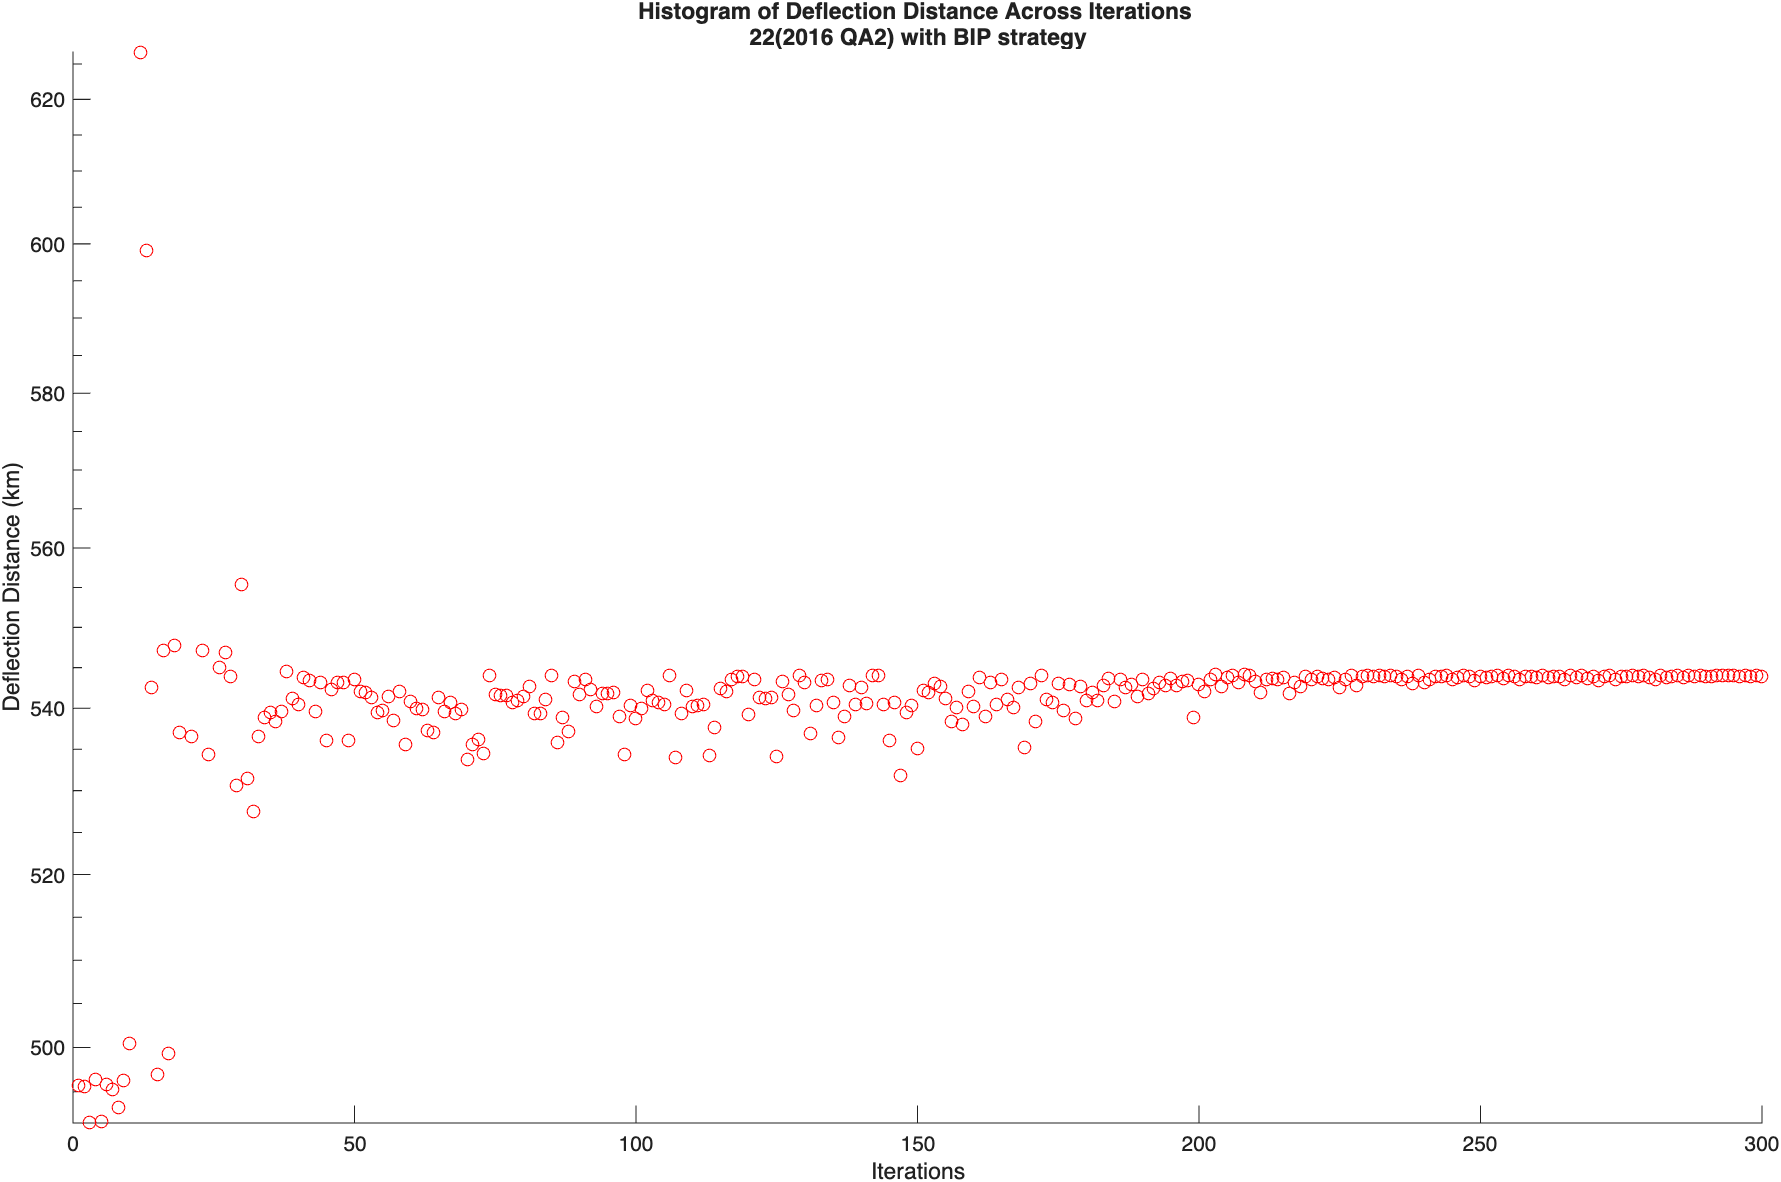 Histogram of Deflection Distance Across Iterations
22(2016 QA2) with BIP strategy
Deflection Distance (km)
620
600
580
560
540
520
500
0 50 100 150 200 250 300
Iterations